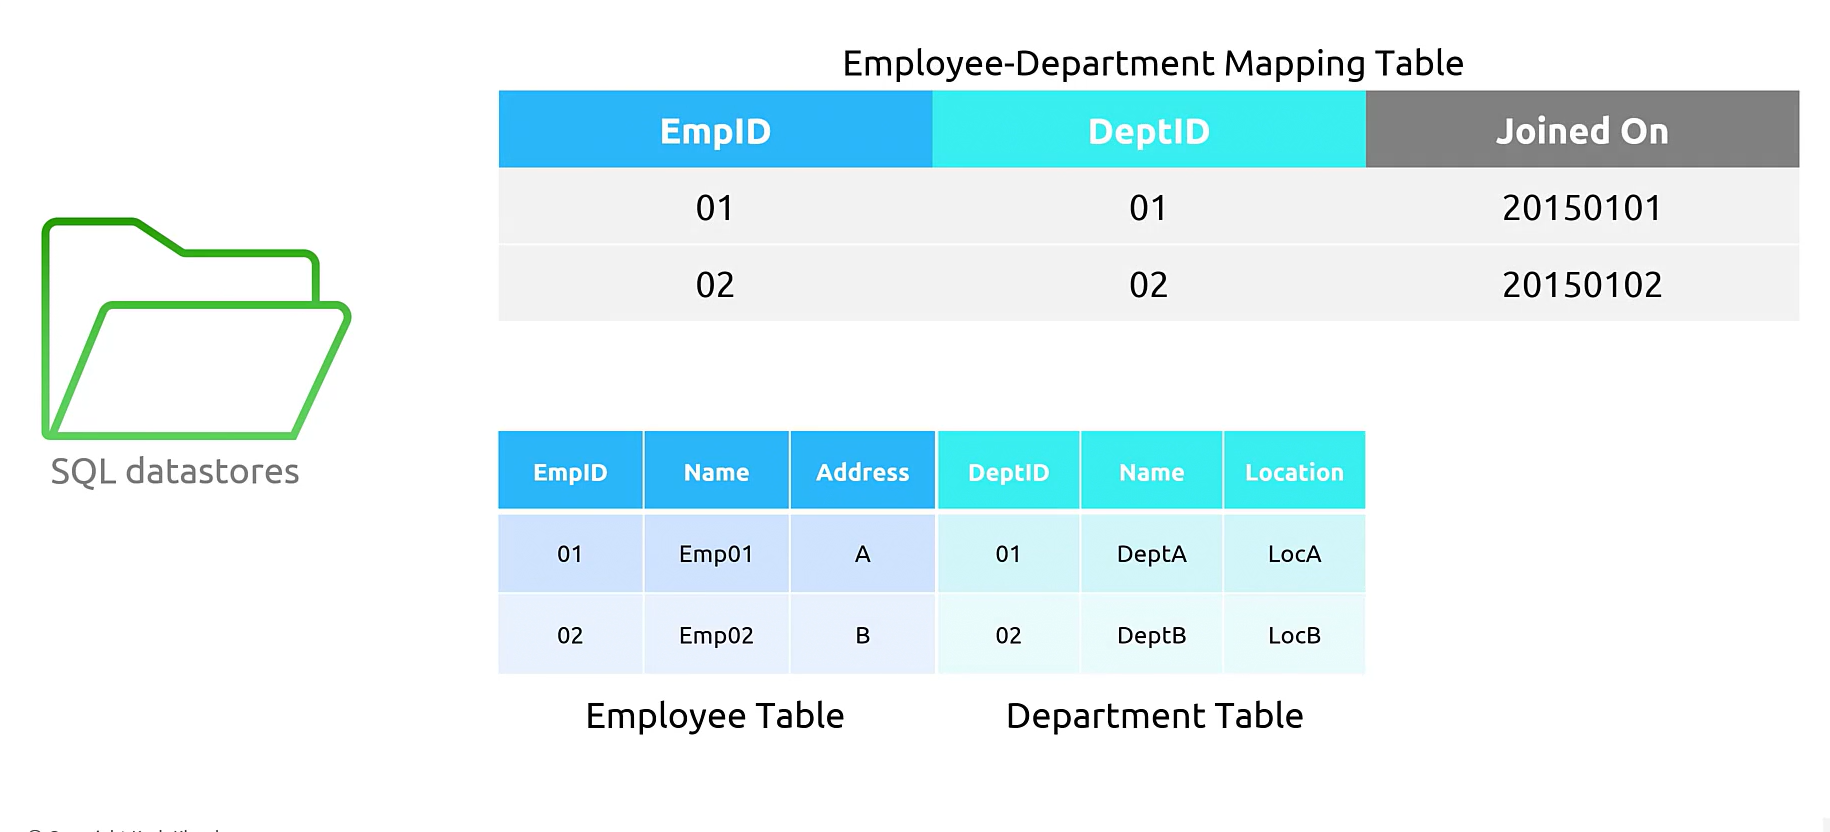 Employee-Department Mapping Table
EmpID DeptID Joined On
01 01 20150101
02 02 20150102
SQL datastores
EmpID Name Address DeptID Name Location
01 Emp01 A 01 DeptA LocA
02 Emp02 B 02 DeptB LocB
Employee Table Department Table